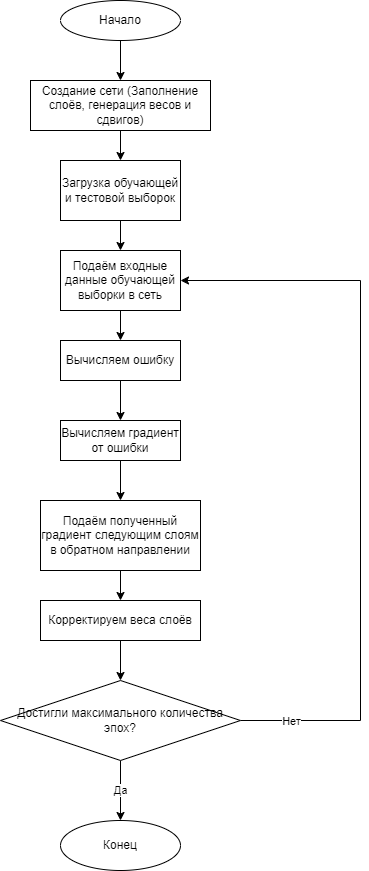 Начало
Создание сети (Заполнение
слоёв, генерация весов и
сдвигов)
Загрузка обучающей
и тестовой выборок
Подаём входные
данные обучающей
выборки в сеть
Вычисляем ошибку
Вычисляем градиент
от ошибки
Подаём полученный
градиент следующим слоям
в обратном направлении
Корректируем веса слоёв
Достигли максимального количества
эпох?
Нет
Да
Конец